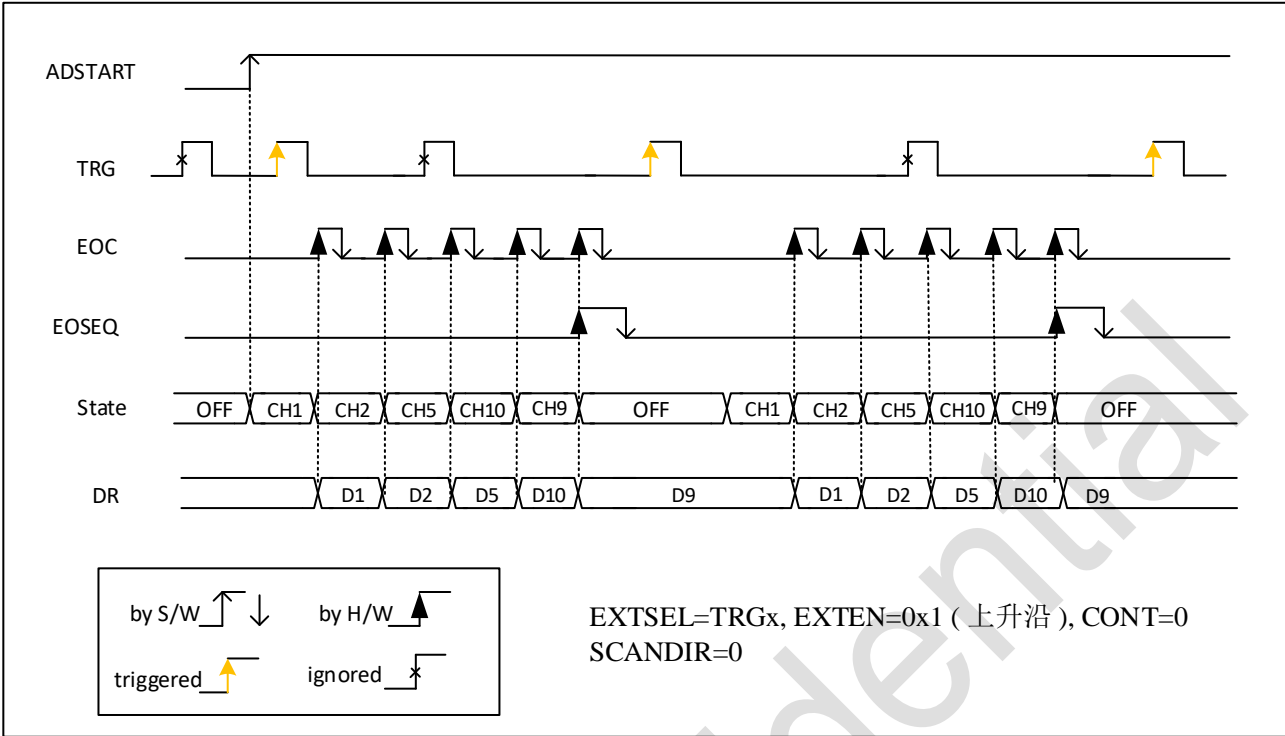 ADSTART
TRG
EOC
EOSEQ
State OFF CH1 CH2 CH5 CH10 CH9 OFF CH1 CH2 CH5 CH10 CH9 OFF
DR D1 D2 D5 D10 D9 D1 D2 D5 D10 D9
by S/W by H/W
triggered ignored
EXTSEL=TRGx, EXTEN=0x1 ( 上升沿 ), CONT=0
SCANDIR=0